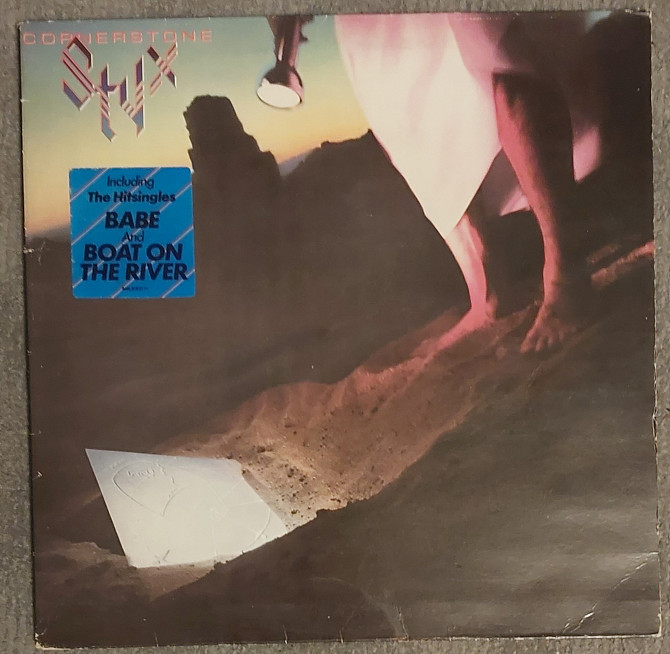 CORNERSTONE
Styx
Including
The Hitsingles
BABE
And
BOAT ON
THE RIVER